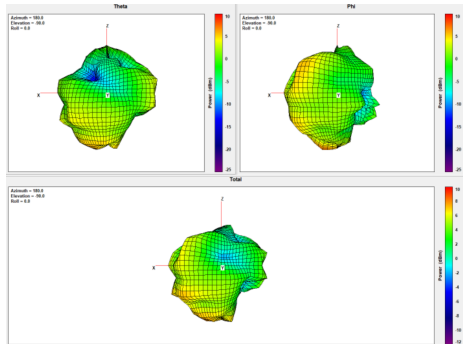 Theta
Azimuth = 180.0
Elevation = -90.0
Roll = 0.0
Z
X
Y
10
5
0
-5
-10
-15
-20
-25
Power (dBm)
Phi
Azimuth = 180.0
Elevation = -90.0
Roll = 0.0
Z
X
Y
10
5
0
-5
-10
-15
-20
-25
Power (dBm)
Total
Azimuth = 180.0
Elevation = -90.0
Roll = 0.0
Z
X
Y
10
8
6
4
2
0
-2
-4
-6
-8
-10
-12
Power (dBm)